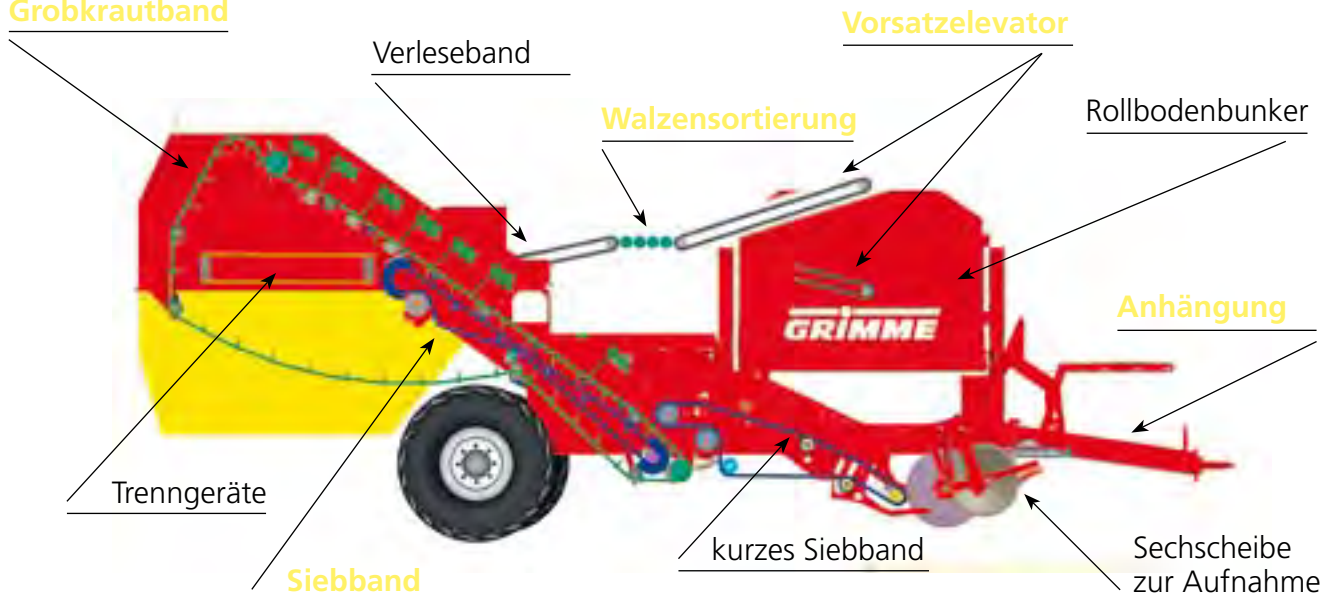 Grobkrautband
Vorsatzelevator
Verleseband
Walzensortierung
Rollbodenbunker
GRIMME
Anhängung
Trenngeräte
kurzes Siebband
Sechscheibe
zur Aufnahme
Siebband